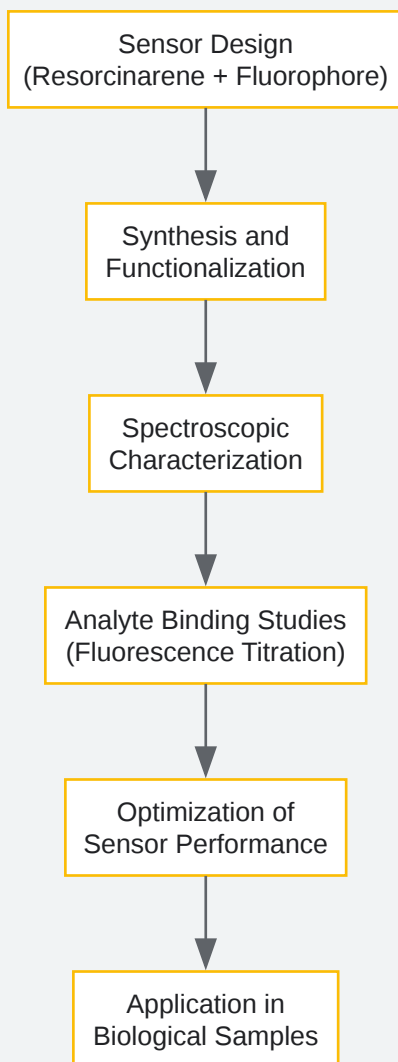 Sensor Design
(Resorcinarene + Fluorophore)
Synthesis and
Functionalization
Spectroscopic
Characterization
Analyte Binding Studies
(Fluorescence Titration)
Optimization of
Sensor Performance
Application in
Biological Samples